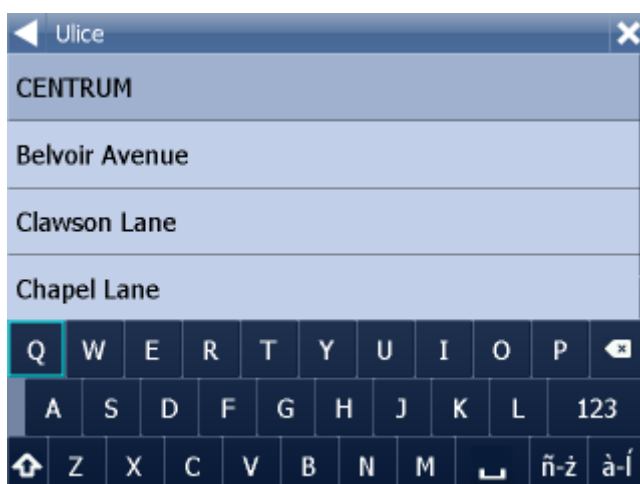 Ulice
CENTRUM
Belvoir Avenue
Clawson Lane
Chapel Lane
Q W E R T Y U I O P
A S D F G H J K L 123
Z X C V B N M ñ-ż à-Í